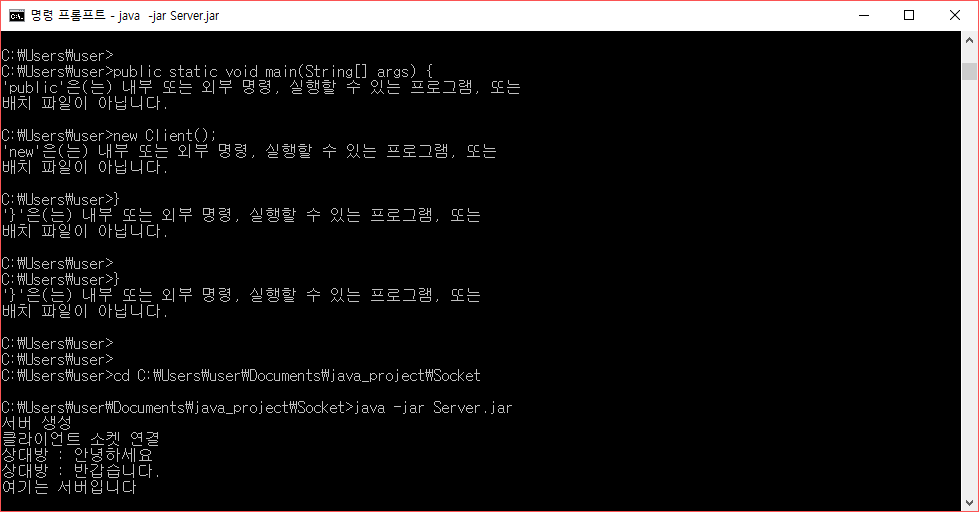 명령 프롬프트 - java  -jar Server.jar
C:\Users\user>
C:\Users\user>public static void main(String[] args) {
'public'은(는) 내부 또는 외부 명령, 실행할 수 있는 프로그램, 또는
배치 파일이 아닙니다.
C:\Users\user>new Client();
'new'은(는) 내부 또는 외부 명령, 실행할 수 있는 프로그램, 또는
배치 파일이 아닙니다.
C:\Users\user>}
'}'은(는) 내부 또는 외부 명령, 실행할 수 있는 프로그램, 또는
배치 파일이 아닙니다.
C:\Users\user>
C:\Users\user>}
'}'은(는) 내부 또는 외부 명령, 실행할 수 있는 프로그램, 또는
배치 파일이 아닙니다.
C:\Users\user>
C:\Users\user>
C:\Users\user>cd C:\Users\user\Documents\java_project\Socket
C:\Users\user\Documents\java_project\Socket>java -jar Server.jar
서버 생성
클라이언트 소켓 연결
상대방 : 안녕하세요
상대방 : 반갑습니다.
여기는 서버입니다